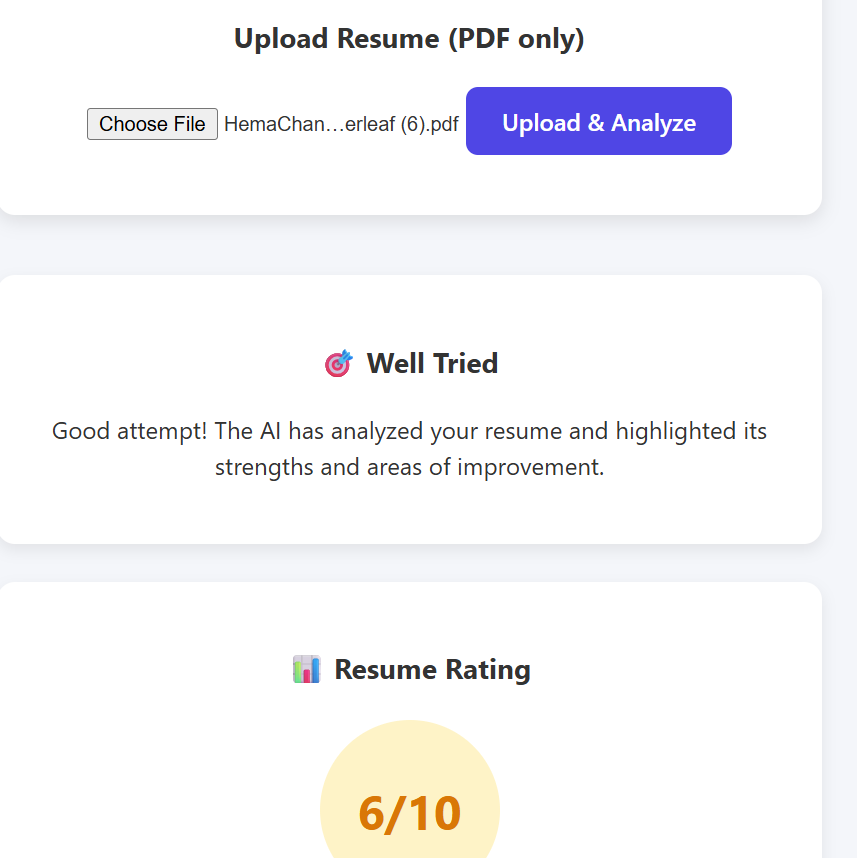 Upload Resume (PDF only)
Choose File HemaChan...erleaf (6).pdf Upload & Analyze
Well Tried
Good attempt! The AI has analyzed your resume and highlighted its
strengths and areas of improvement.
Resume Rating
6/10